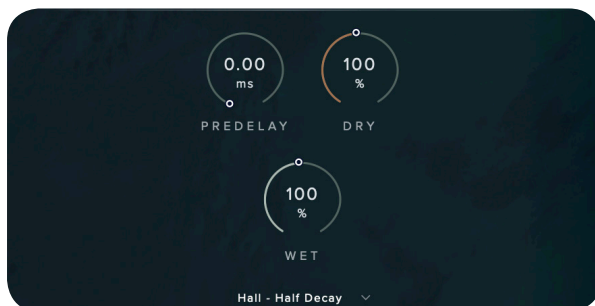 0.00 100
ms %
PREDELAY DRY
100
%
WET
Hall - Half Decay